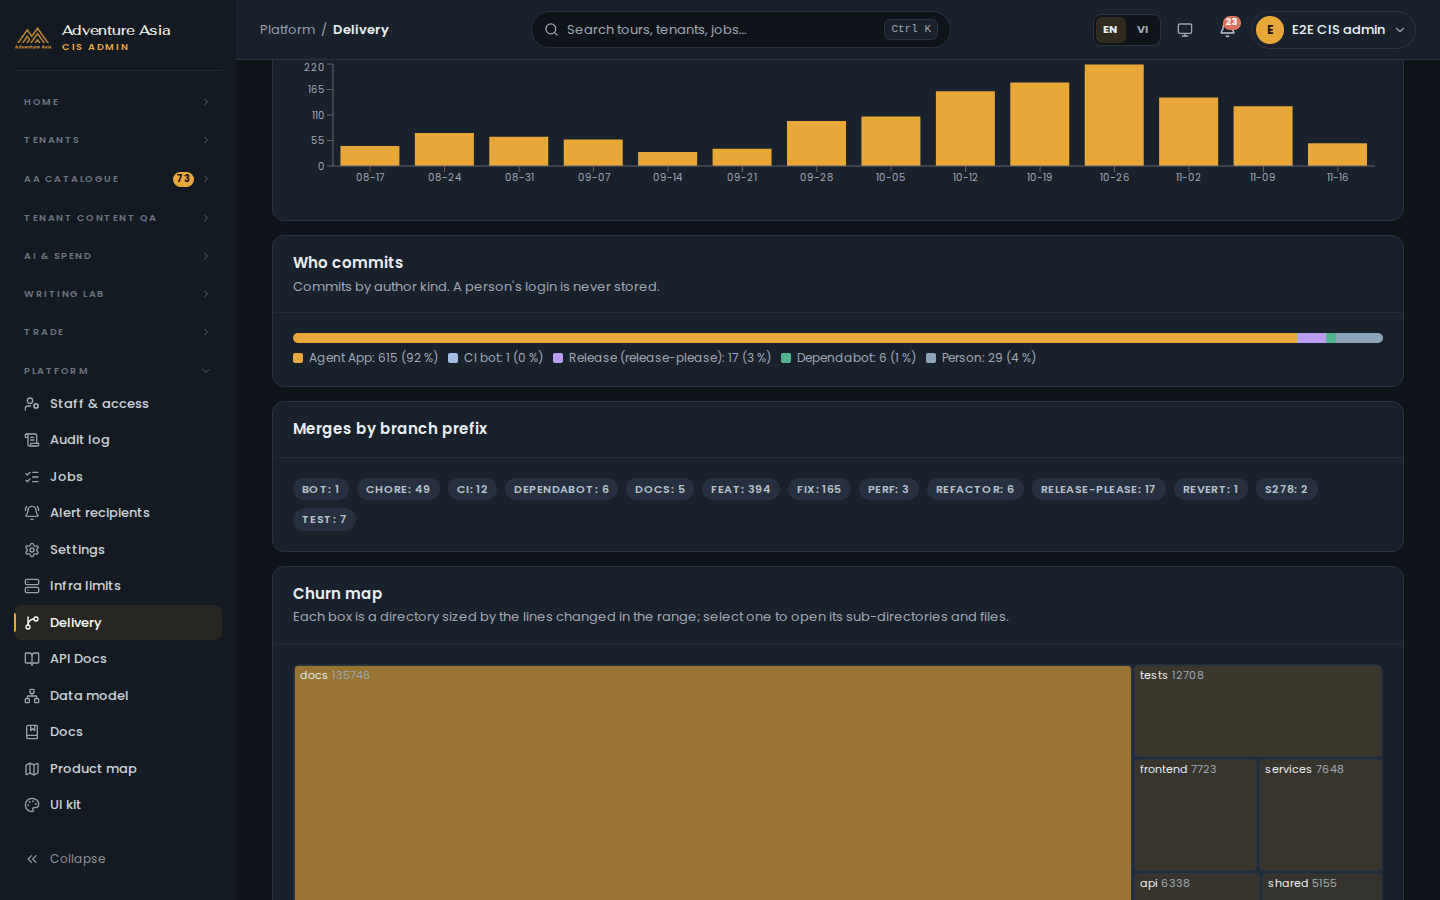 Adventure Asia
CIS ADMIN
Adventure Asia
Platform / Delivery
Search tours, tenants, jobs...
Ctrl K
EN
VI
23
E
E2E CIS admin
HOME
TENANTS
AA CATALOGUE
73
TENANT CONTENT QA
AI & SPEND
WRITING LAB
TRADE
PLATFORM
Staff & access
Audit log
Jobs
Alert recipients
Settings
Infra limits
Delivery
API Docs
Data model
Docs
Product map
UI kit
Collapse
220
165
110
55
0
08-17 08-24 08-31 09-07 09-14 09-21 09-28 10-05 10-12 10-19 10-26 11-02 11-09 11-16
Who commits
Commits by author kind. A person's login is never stored.
Agent App: 615 (92 %) CI bot: 1 (0 %) Release (release-please): 17 (3 %) Dependabot: 6 (1 %) Person: 29 (4 %)
Merges by branch prefix
BOT: 1 CHORE: 49 CI: 12 DEPENDABOT: 6 DOCS: 5 FEAT: 394 FIX: 165 PERF: 3 REFACTOR: 6 RELEASE-PLEASE: 17 REVERT: 1 S278: 2
TEST: 7
Churn map
Each box is a directory sized by the lines changed in the range; select one to open its sub-directories and files.
docs 135748
tests 12708
frontend 7723
services 7648
api 6338
shared 5155